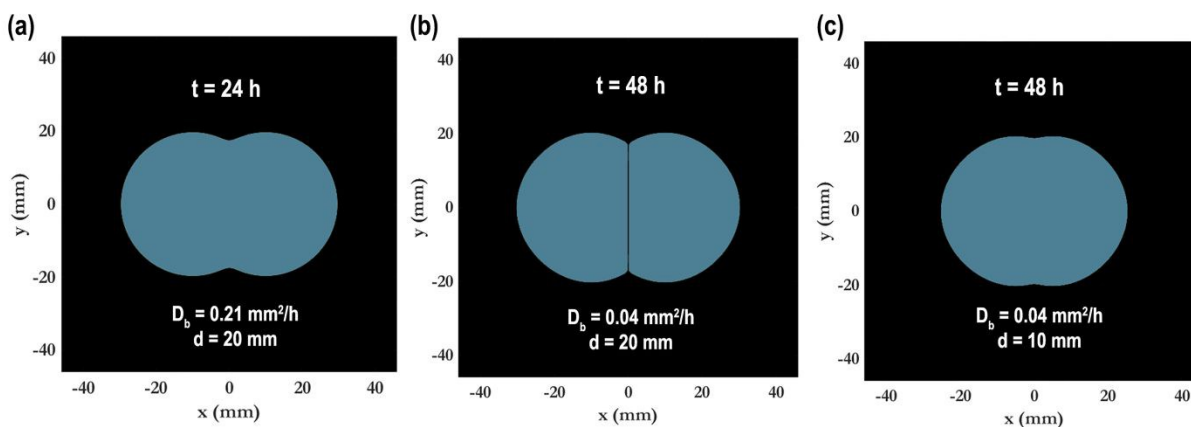 (a)
40
20
0
-20
-40
y (mm)
t = 24 h
D_b = 0.21 mm²/h
d = 20 mm
-40 -20 0 20 40
x (mm)
(b)
40
20
0
-20
-40
y (mm)
t = 48 h
D_b = 0.04 mm²/h
d = 20 mm
-40 -20 0 20 40
x (mm)
(c)
40
20
0
-20
-40
y (mm)
t = 48 h
D_b = 0.04 mm²/h
d = 10 mm
-40 -20 0 20 40
x (mm)